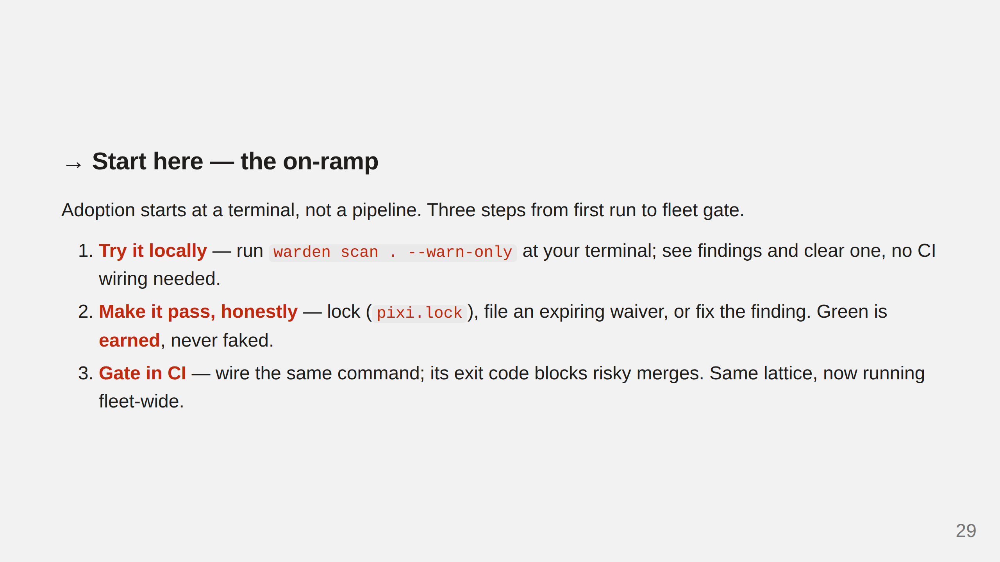 → Start here — the on-ramp
Adoption starts at a terminal, not a pipeline. Three steps from first run to fleet gate.
1. Try it locally — run warden scan . --warn-only at your terminal; see findings and clear one, no CI
wiring needed.
2. Make it pass, honestly — lock (pixi.lock), file an expiring waiver, or fix the finding. Green is
earned, never faked.
3. Gate in CI — wire the same command; its exit code blocks risky merges. Same lattice, now running
fleet-wide.
29